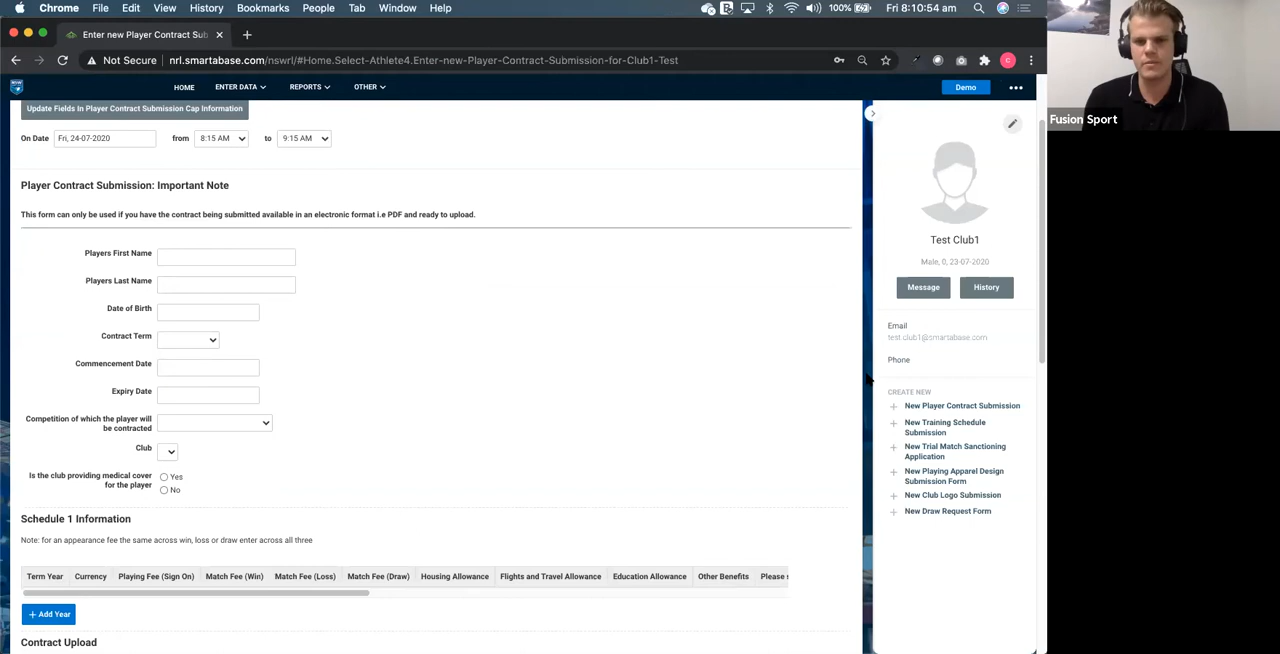 Chrome File Edit View History Bookmarks People Tab Window Help 100% Fri 8:10:54 am
Enter new Player Contract Sub
Not Secure nrl.smartabase.com/nswrl/#Home.Select-Athlete4.Enter-new-Player-Contract-Submission-for-Club1-Test
HOME ENTER DATA REPORTS OTHER Demo
Update Fields In Player Contract Submission Cap Information
On Date Fri, 24-07-2020 from 8:15 AM to 9:15 AM
Player Contract Submission: Important Note
This form can only be used if you have the contract being submitted available in an electronic format i.e PDF and ready to upload.
Players First Name
Players Last Name
Date of Birth
Contract Term
Commencement Date
Expiry Date
Competition of which the player will
be contracted
Club
Is the club providing medical cover
for the player
Yes
No
Schedule 1 Information
Note: for an appearance fee the same across win, loss or draw enter across all three
Term Year Currency Playing Fee (Sign On) Match Fee (Win) Match Fee (Loss) Match Fee (Draw) Housing Allowance Flights and Travel Allowance Education Allowance Other Benefits Please s
+ Add Year
Contract Upload
Test Club1
Male, 0, 23-07-2020
Message History
Email
test.club1@smartabase.com
Phone
CREATE NEW
New Player Contract Submission
New Training Schedule
Submission
New Trial Match Sanctioning
Application
New Playing Apparel Design
Submission Form
New Club Logo Submission
New Draw Request Form
Fusion Sport